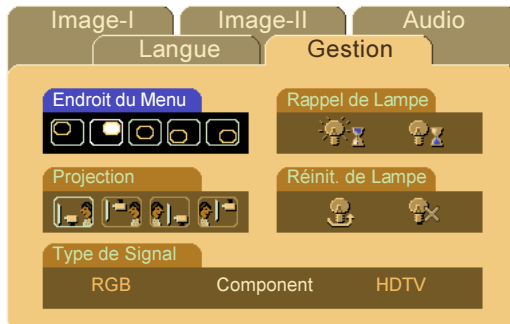 Image-I Image-II Audio
Langue Gestion
Endroit du Menu Rappel de Lampe
Projection Réinit. de Lampe
Type de Signal
RGB Component HDTV